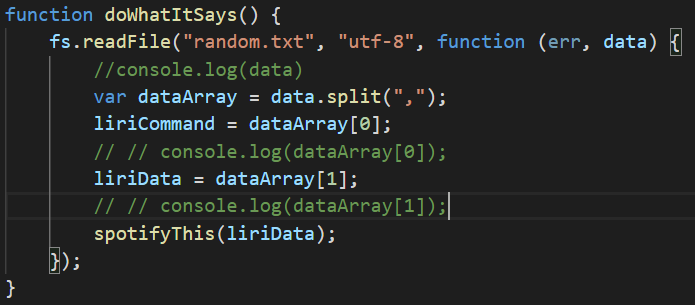 function doWhatItSays() {
    fs.readFile("random.txt", "utf-8", function (err, data) {
        //console.log(data)
        var dataArray = data.split(",");
        liriCommand = dataArray[0];
        // // console.log(dataArray[0]);
        liriData = dataArray[1];
        // // console.log(dataArray[1]);
        spotifyThis(liriData);
    });
}